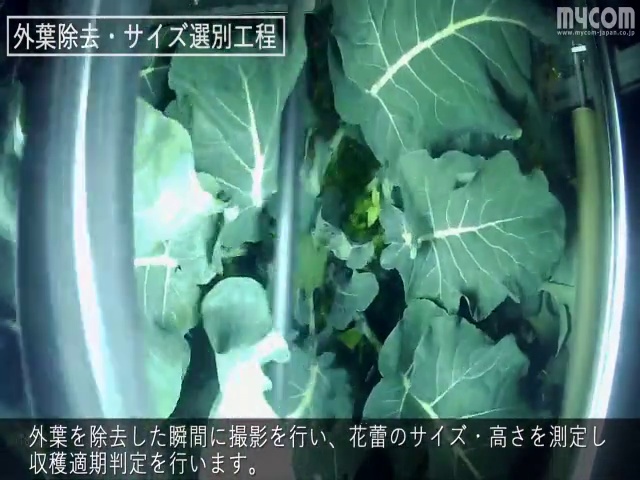 外葉除去・サイズ選別工程
mycom
www.mycom-japan.co.jp
外葉を除去した瞬間に撮影を行い、花蕾のサイズ・高さを測定し
収穫適期判定を行います。